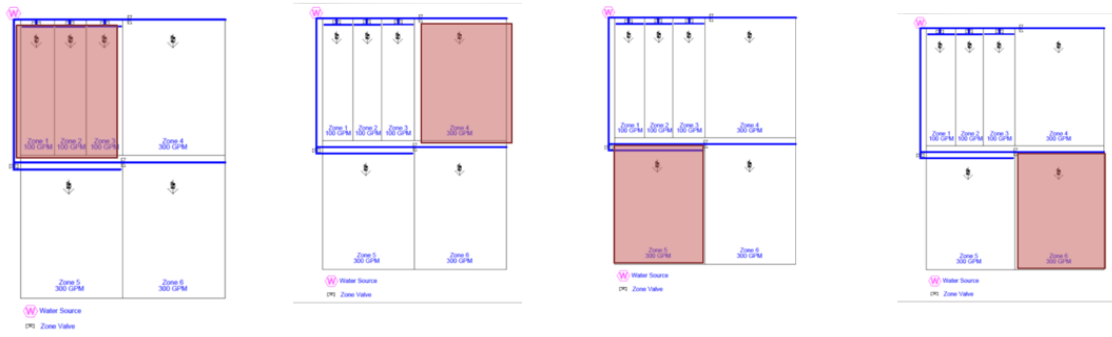 W
Zone 1
100 GPM
Zone 2
100 GPM
Zone 3
100 GPM
Zone 4
300 GPM
Zone 5
300 GPM
Zone 6
300 GPM
W Water Source
Zone Valve
W
Zone 1
100 GPM
Zone 2
100 GPM
Zone 3
100 GPM
Zone 4
300 GPM
Zone 5
300 GPM
Zone 6
300 GPM
W Water Source
Zone Valve
W
Zone 1
100 GPM
Zone 2
100 GPM
Zone 3
100 GPM
Zone 4
300 GPM
Zone 5
300 GPM
Zone 6
300 GPM
W Water Source
Zone Valve
W
Zone 1
100 GPM
Zone 2
100 GPM
Zone 3
100 GPM
Zone 4
300 GPM
Zone 5
300 GPM
Zone 6
300 GPM
W Water Source
Zone Valve